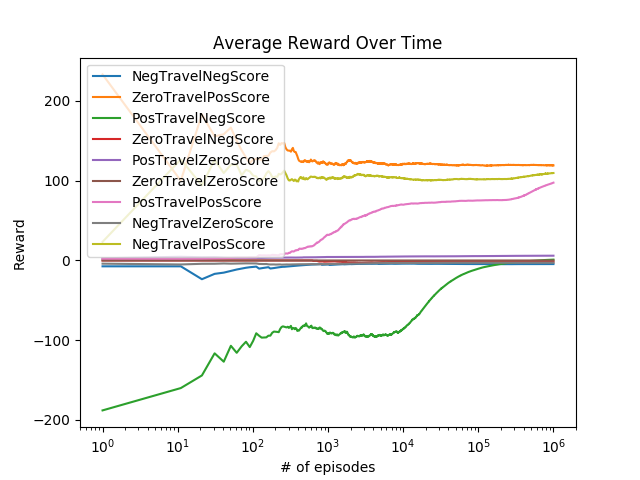 Average Reward Over Time
NegTravelNegScore
ZeroTravelPosScore
PosTravelNegScore
ZeroTravelNegScore
PosTravelZeroScore
ZeroTravelZeroScore
PosTravelPosScore
NegTravelZeroScore
NegTravelPosScore
Reward
200
100
0
−100
−200
10⁰ 10¹ 10² 10³ 10⁴ 10⁵ 10⁶
# of episodes